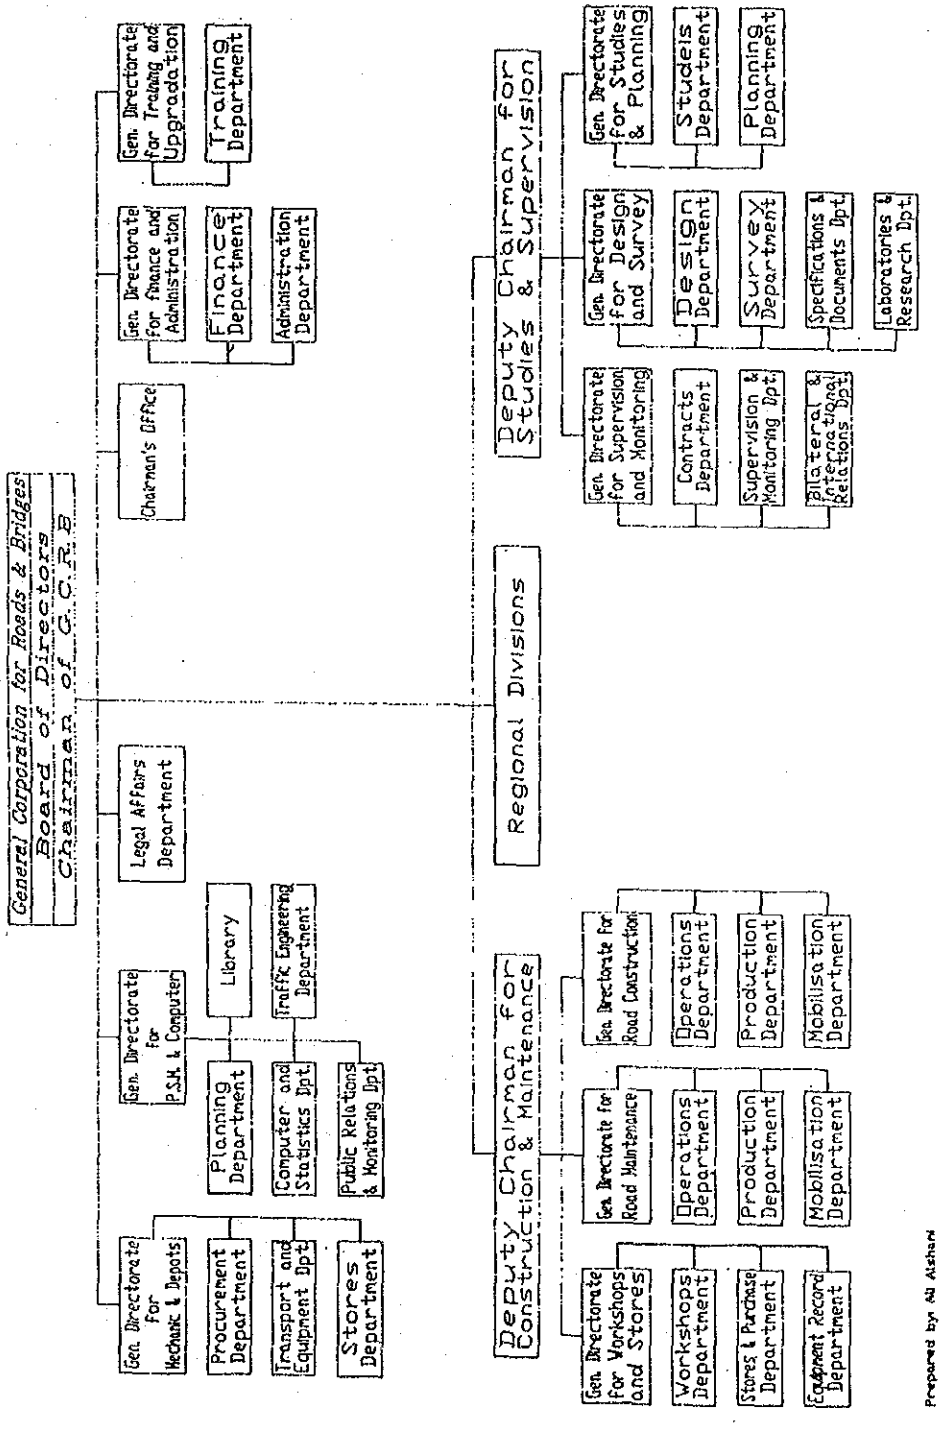 General Corporation for Roads & Bridges
Board of Directors
Chairman of G.C.R.B
Gen. Directorate
for
Mechanic & Depots
Procurement
Department
Transport and
Equipment Dpt.
Stores
Department
Gen. Directorate
for
P.S.M. & Computer
Planning
Department
Library
Computer and
Statistics Dpt.
Traffic Engineering
Department
Public Relations
& Monitoring Dpt
Legal Affairs
Department
Chairman's Office
Gen. Directorate
for finance and
Administration
Finance
Department
Administration
Department
Gen. Directorate
for Training and
Upgradation
Training
Department
Deputy Chairman for
Construction & Maintenance
Gen. Directorate
for Workshops
and Stores
Workshops
Department
Stores & Purchase
Department
Equipment Record
Department
Gen. Directorate for
Road Maintenance
Operations
Department
Production
Department
Mobilisation
Department
Gen. Directorate for
Road Construction
Operations
Department
Production
Department
Mobilisation
Department
Regional Divisions
Deputy Chairman for
Studies & Supervision
Gen. Directorate
for Supervision
and Monitoring
Contracts
Department
Supervision &
Monitoring Dpt.
Bilateral &
International
Relations Dpt.
Gen. Directorate
for Design
and Survey
Design
Department
Survey
Department
Specifications &
Documents Dpt.
Laboratories &
Research Dpt.
Gen. Directorate
for Studies
& Planning
Studeis
Department
Planning
Department
Prepared by: Ali Alshari